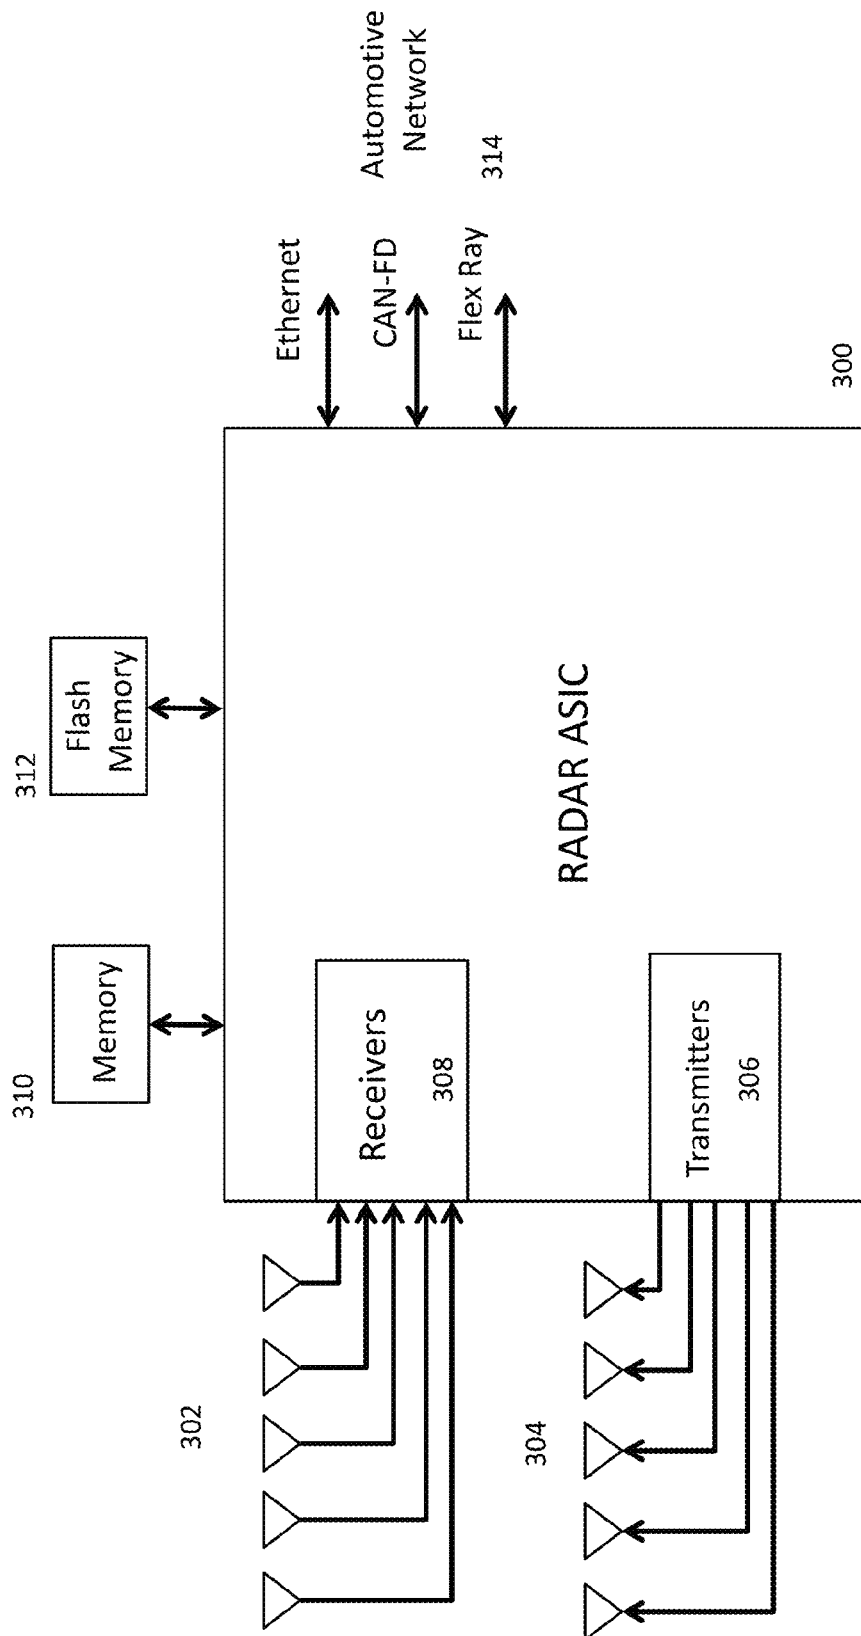 310
Memory
312
Flash
Memory
302
Receivers
308
RADAR ASIC
Ethernet
CAN-FD
Flex Ray
Automotive
Network
314
304
Transmitters
306
300